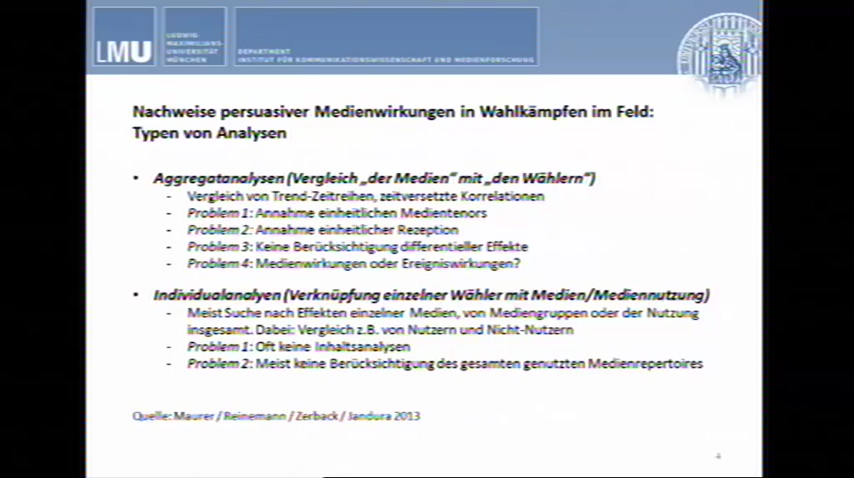 LMU
LUDWIG-
MAXIMILIANS-
UNIVERSITÄT
MÜNCHEN
DEPARTMENT
INSTITUT FÜR KOMMUNIKATIONSWISSENSCHAFT UND MEDIENFORSCHUNG
Nachweise persuasiver Medienwirkungen in Wahlkämpfen im Feld:
Typen von Analysen
• Aggregatanalysen (Vergleich „der Medien“ mit „den Wählern“)
- Vergleich von Trend-Zeitreihen, zeitversetzte Korrelationen
- Problem 1: Annahme einheitlichen Medientenors
- Problem 2: Annahme einheitlicher Rezeption
- Problem 3: Keine Berücksichtigung differentieller Effekte
- Problem 4: Medienwirkungen oder Ereigniswirkungen?
• Individualanalyen (Verknüpfung einzelner Wähler mit Medien/Mediennutzung)
- Meist Suche nach Effekten einzelner Medien, von Mediengruppen oder der Nutzung
insgesamt. Dabei: Vergleich z.B. von Nutzern und Nicht-Nutzern
- Problem 1: Oft keine Inhaltsanalysen
- Problem 2: Meist keine Berücksichtigung des gesamten genutzten Medienrepertoires
Quelle: Maurer / Reinemann / Zerback / Jandura 2013
4